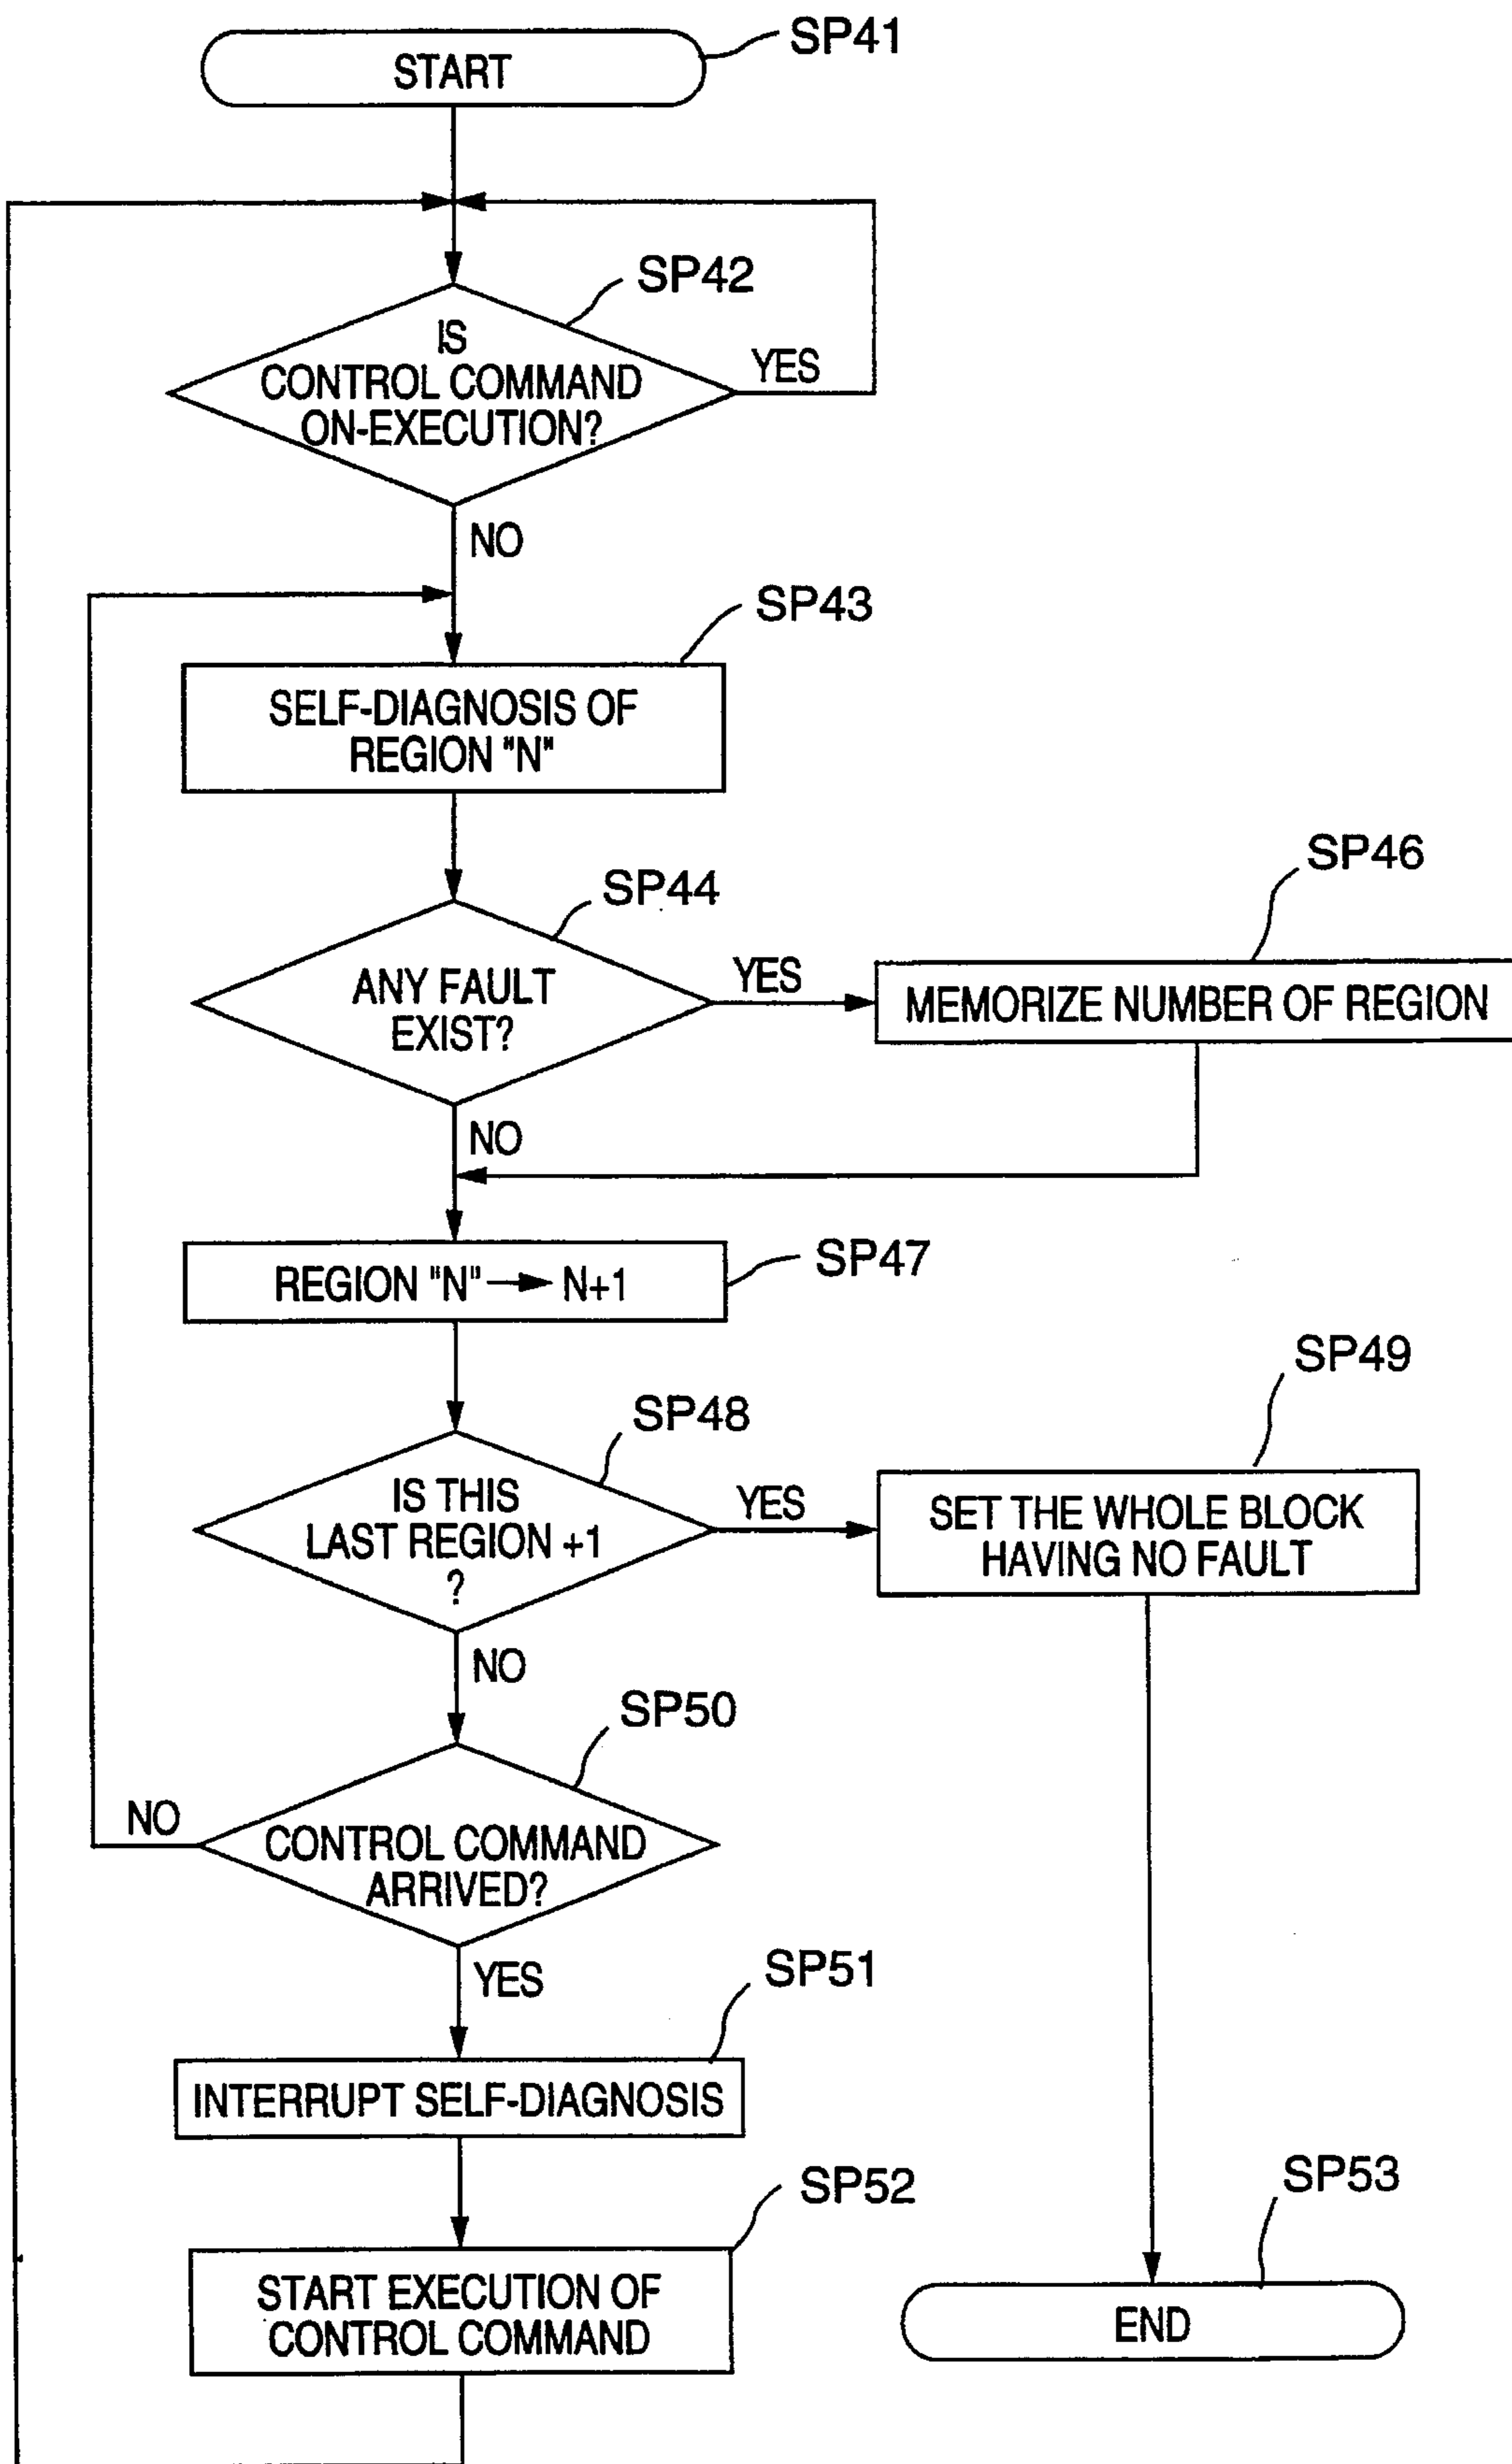 START
SP41
SP42
IS
CONTROL COMMAND
ON-EXECUTION?
YES
NO
SP43
SELF-DIAGNOSIS OF
REGION "N"
SP44
SP46
ANY FAULT
EXIST?
YES
MEMORIZE NUMBER OF REGION
NO
SP47
REGION "N" → N+1
SP48
SP49
IS THIS
LAST REGION +1
?
YES
SET THE WHOLE BLOCK
HAVING NO FAULT
NO
SP50
NO
CONTROL COMMAND
ARRIVED?
YES
SP51
INTERRUPT SELF-DIAGNOSIS
SP52
SP53
START EXECUTION OF
CONTROL COMMAND
END